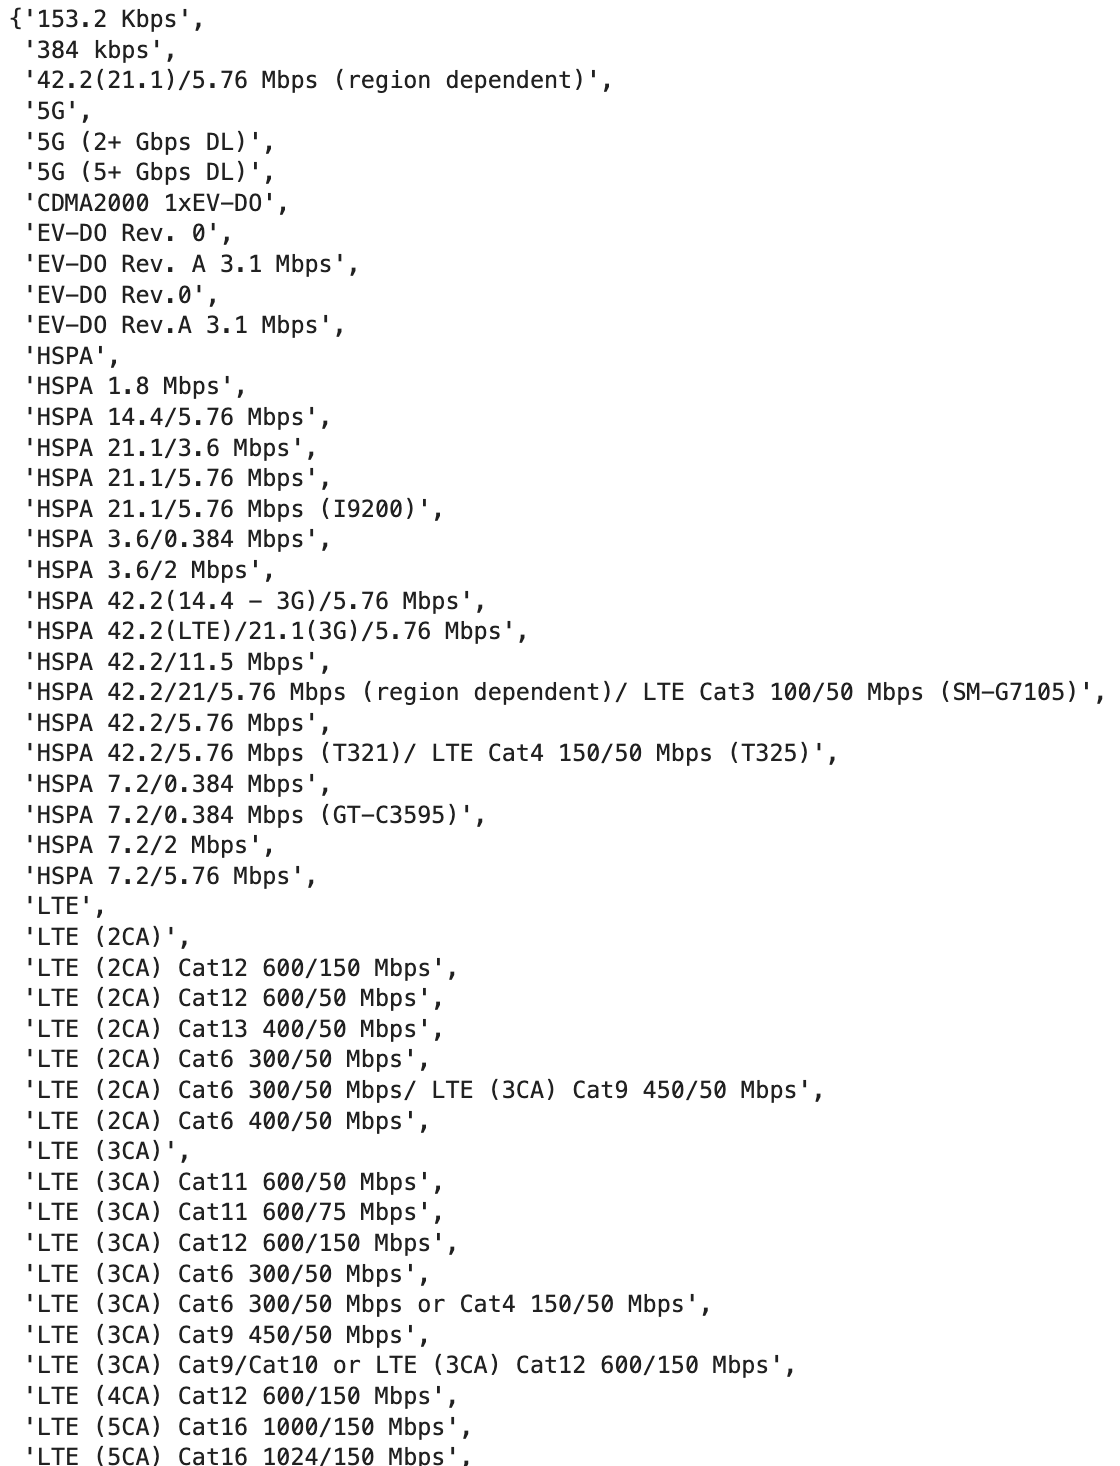 {'153.2 Kbps',
'384 kbps',
'42.2(21.1)/5.76 Mbps (region dependent)',
'5G',
'5G (2+ Gbps DL)',
'5G (5+ Gbps DL)',
'CDMA2000 1xEV-DO',
'EV-DO Rev. 0',
'EV-DO Rev. A 3.1 Mbps',
'EV-DO Rev.0',
'EV-DO Rev.A 3.1 Mbps',
'HSPA',
'HSPA 1.8 Mbps',
'HSPA 14.4/5.76 Mbps',
'HSPA 21.1/3.6 Mbps',
'HSPA 21.1/5.76 Mbps',
'HSPA 21.1/5.76 Mbps (I9200)',
'HSPA 3.6/0.384 Mbps',
'HSPA 3.6/2 Mbps',
'HSPA 42.2(14.4 - 3G)/5.76 Mbps',
'HSPA 42.2(LTE)/21.1(3G)/5.76 Mbps',
'HSPA 42.2/11.5 Mbps',
'HSPA 42.2/21/5.76 Mbps (region dependent)/ LTE Cat3 100/50 Mbps (SM-G7105)',
'HSPA 42.2/5.76 Mbps',
'HSPA 42.2/5.76 Mbps (T321)/ LTE Cat4 150/50 Mbps (T325)',
'HSPA 7.2/0.384 Mbps',
'HSPA 7.2/0.384 Mbps (GT-C3595)',
'HSPA 7.2/2 Mbps',
'HSPA 7.2/5.76 Mbps',
'LTE',
'LTE (2CA)',
'LTE (2CA) Cat12 600/150 Mbps',
'LTE (2CA) Cat12 600/50 Mbps',
'LTE (2CA) Cat13 400/50 Mbps',
'LTE (2CA) Cat6 300/50 Mbps',
'LTE (2CA) Cat6 300/50 Mbps/ LTE (3CA) Cat9 450/50 Mbps',
'LTE (2CA) Cat6 400/50 Mbps',
'LTE (3CA)',
'LTE (3CA) Cat11 600/50 Mbps',
'LTE (3CA) Cat11 600/75 Mbps',
'LTE (3CA) Cat12 600/150 Mbps',
'LTE (3CA) Cat6 300/50 Mbps',
'LTE (3CA) Cat6 300/50 Mbps or Cat4 150/50 Mbps',
'LTE (3CA) Cat9 450/50 Mbps',
'LTE (3CA) Cat9/Cat10 or LTE (3CA) Cat12 600/150 Mbps',
'LTE (4CA) Cat12 600/150 Mbps',
'LTE (5CA) Cat16 1000/150 Mbps',
'LTE (5CA) Cat16 1024/150 Mbps',